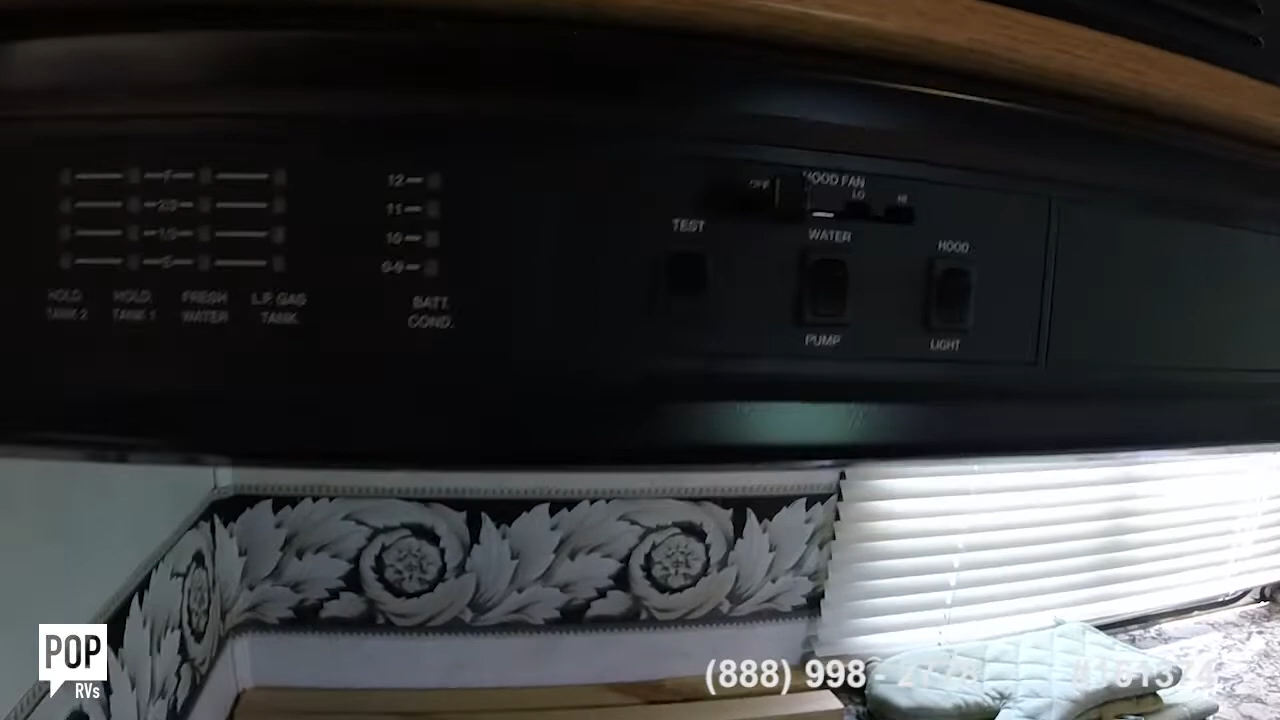 F
2/3
1/3
HOLD. TANK 2
HOLD. TANK 1
FRESH WATER
L.P. GAS TANK
12
11
10
0-9
BATT. COND.
HOOD FAN
OFF
LO
HI
TEST
WATER
PUMP
HOOD
LIGHT
POP
RVs
(888) 998 -